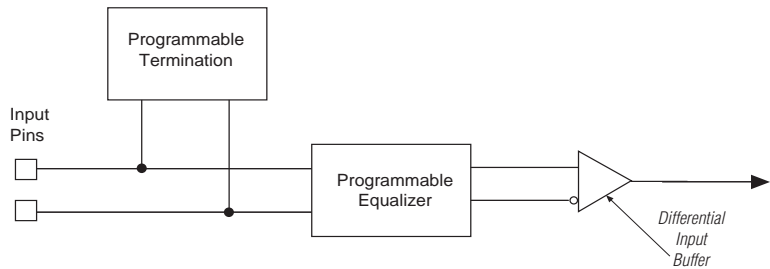 Programmable
Termination
Input
Pins
Programmable
Equalizer
Differential
Input
Buffer